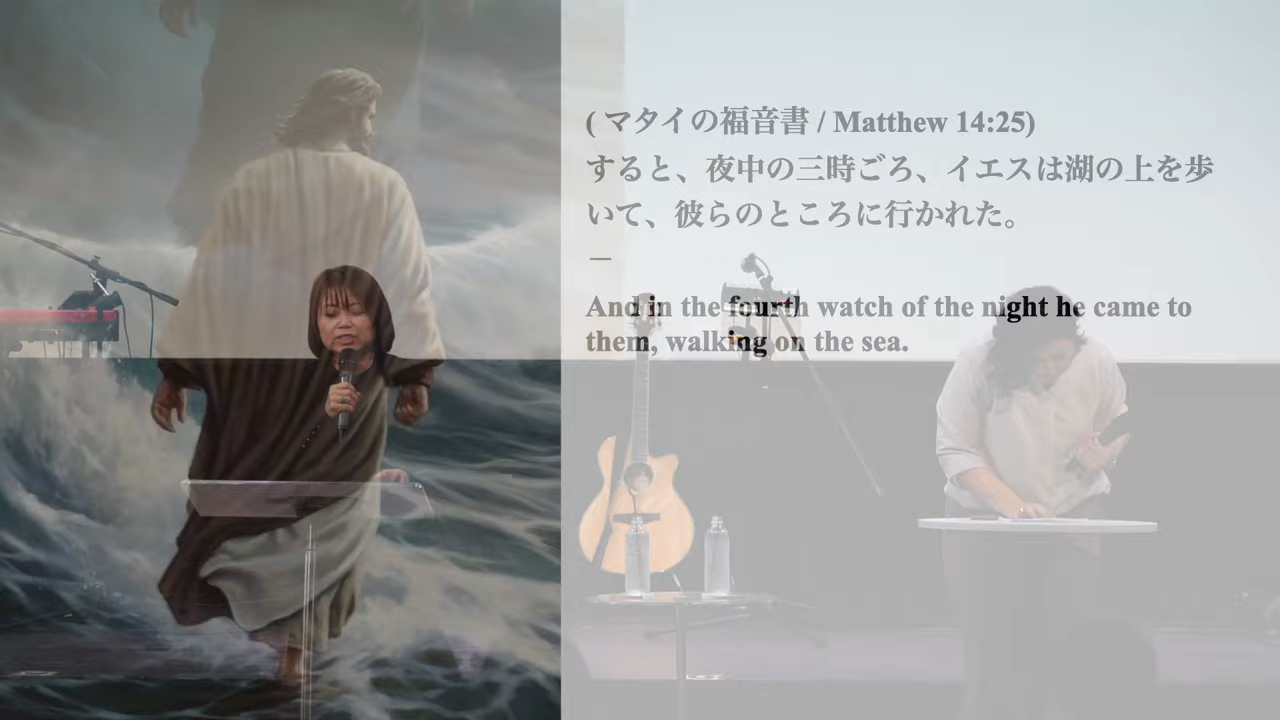 ( マタイの福音書 / Matthew 14:25)
すると、夜中の三時ごろ、イエスは湖の上を歩
いて、彼らのところに行かれた。
—
And in the fourth watch of the night he came to
them, walking on the sea.